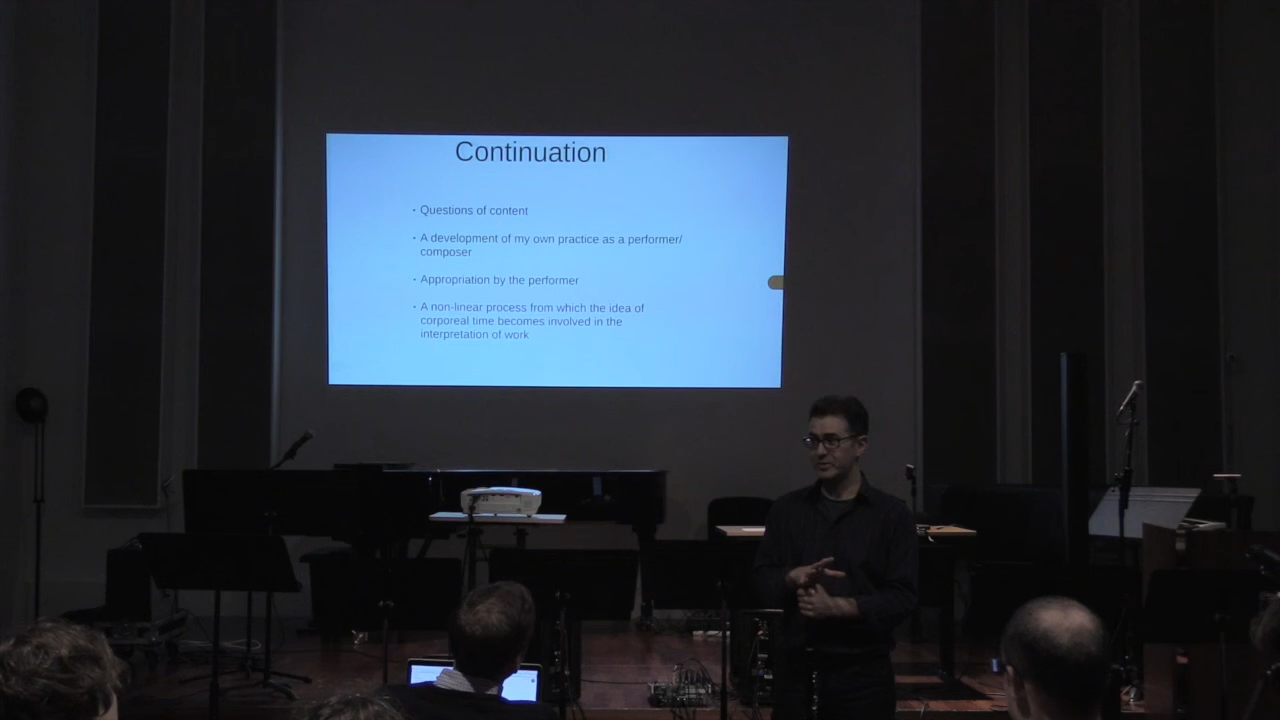 Continuation
• Questions of content
• A development of my own practice as a performer/
composer
• Appropriation by the performer
• A non-linear process from which the idea of
corporeal time becomes involved in the
interpretation of work